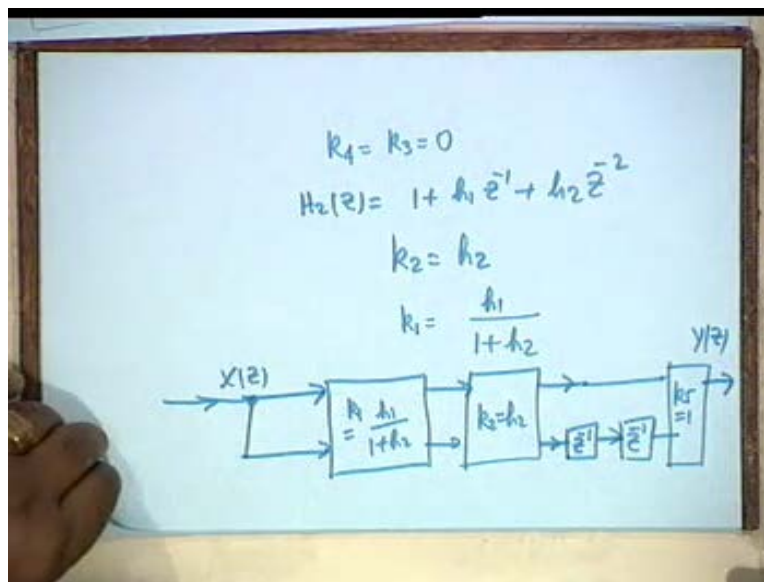 k₄ = k₃ = 0
H₂(z) = 1 + h₁ z⁻¹ + h₂ z⁻²
k₂ = h₂
k₁ = h₁ / (1 + h₂)
X(z)
Y(z)
k₁ = h₁ / (1 + h₂)
k₂ = h₂
z⁻¹
z⁻¹
k₅ = 1